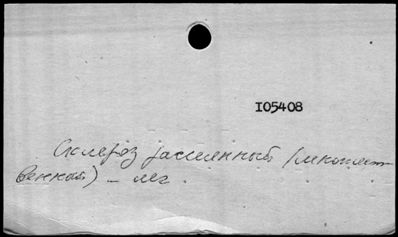 I05408
Склероз рассеянный (множест-
венный) – лег.